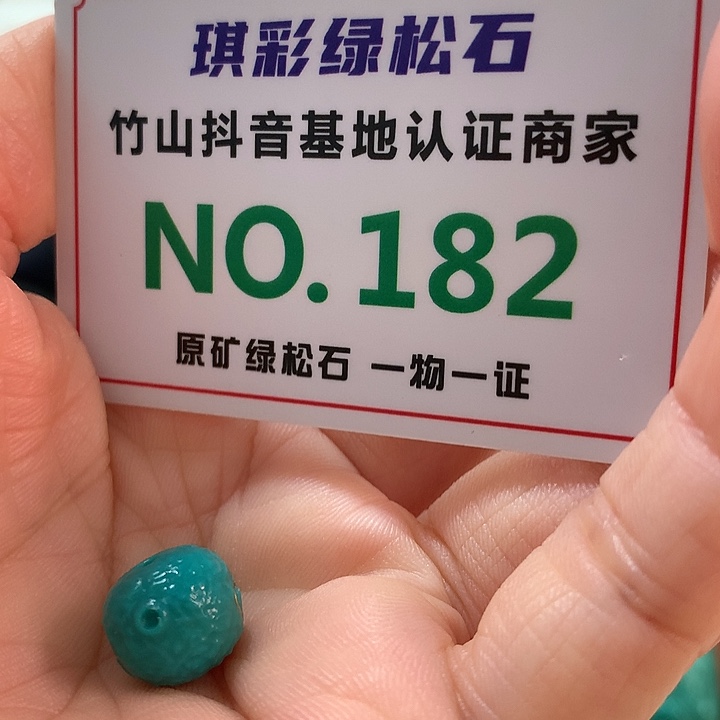 琪彩绿松石
竹山抖音基地认证商家
NO.182
原矿绿松石 一物一证